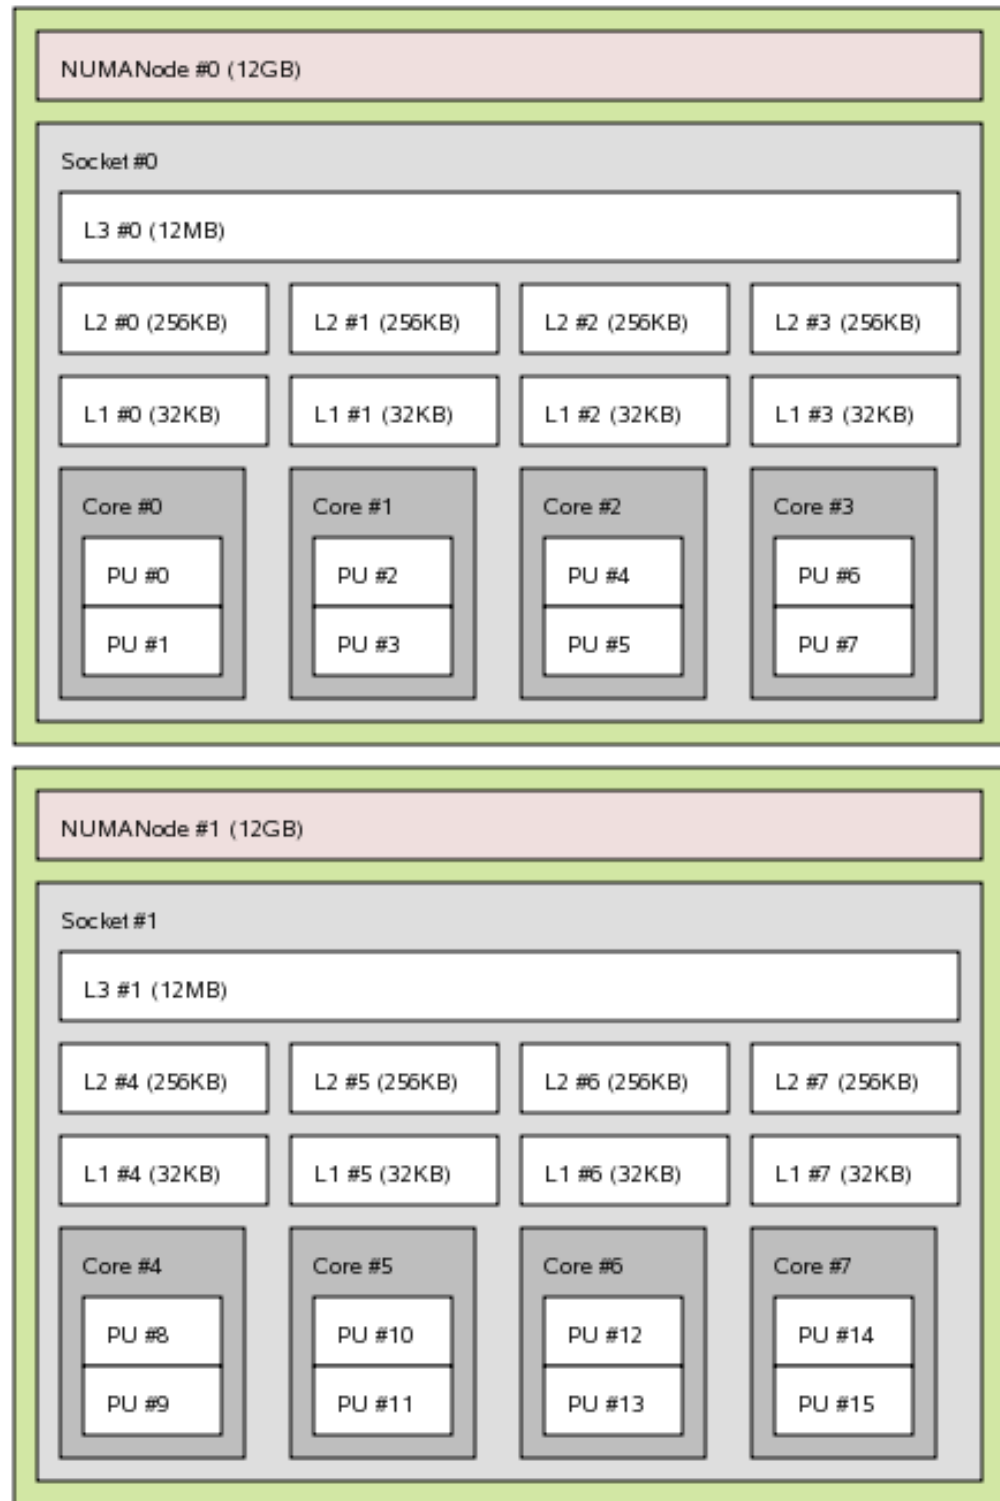 NUMANode #0 (12GB)
Socket #0
L3 #0 (12MB)
L2 #0 (256KB)
L2 #1 (256KB)
L2 #2 (256KB)
L2 #3 (256KB)
L1 #0 (32KB)
L1 #1 (32KB)
L1 #2 (32KB)
L1 #3 (32KB)
Core #0
Core #1
Core #2
Core #3
PU #0
PU #2
PU #4
PU #6
PU #1
PU #3
PU #5
PU #7
NUMANode #1 (12GB)
Socket #1
L3 #1 (12MB)
L2 #4 (256KB)
L2 #5 (256KB)
L2 #6 (256KB)
L2 #7 (256KB)
L1 #4 (32KB)
L1 #5 (32KB)
L1 #6 (32KB)
L1 #7 (32KB)
Core #4
Core #5
Core #6
Core #7
PU #8
PU #10
PU #12
PU #14
PU #9
PU #11
PU #13
PU #15